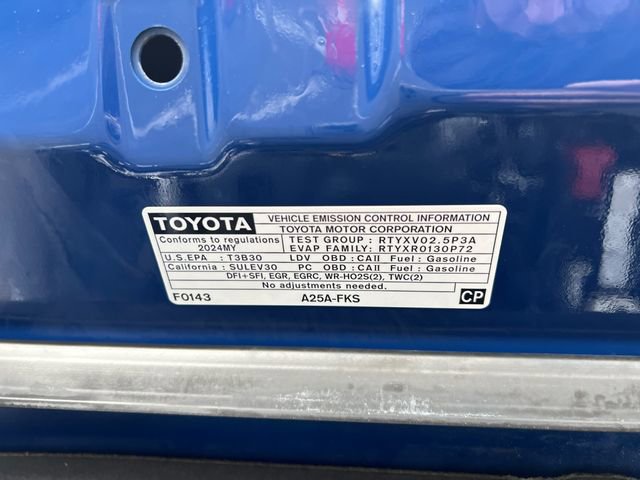 TOYOTA VEHICLE EMISSION CONTROL INFORMATION
TOYOTA MOTOR CORPORATION
Conforms to regulations TEST GROUP : RTYXV02.5P3A
2024MY EVAP FAMILY: RTYXR0130P72
U.S.EPA : T3B30 LDV OBD : CAII Fuel : Gasoline
California : SULEV30 PC OBD : CAII Fuel : Gasoline
DFI+SFI, EGR, EGRC, WR-HO2S(2), TWC(2)
No adjustments needed.
F0143 A25A-FKS CP